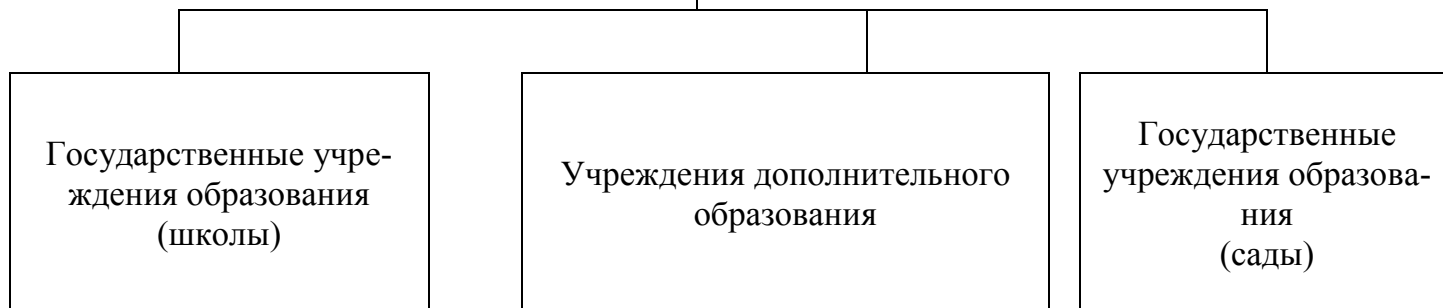 Государственные учре-
ждения образования
(школы)
Учреждения дополнительного
образования
Государственные
учреждения образова-
ния
(сады)